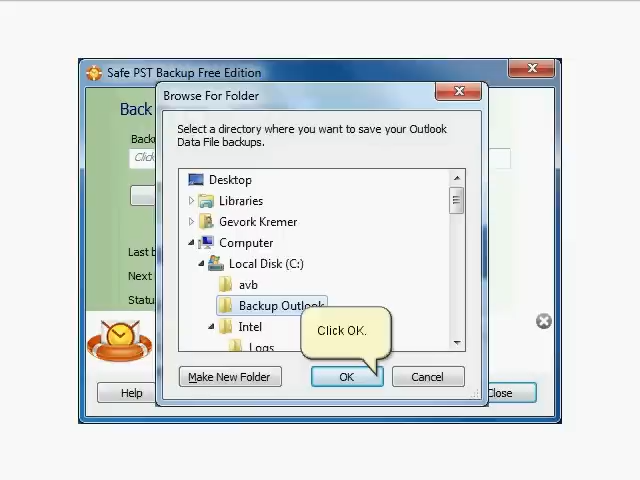 Safe PST Backup Free Edition
Browse For Folder
Back
Select a directory where you want to save your Outlook
Data File backups.
Click
Desktop
Libraries
Gevork Kremer
Computer
Local Disk (C:)
avb
Last b
Backup Outlook
Next
Intel
Status
Logs
Click OK.
Make New Folder
OK
Cancel
Help
Close